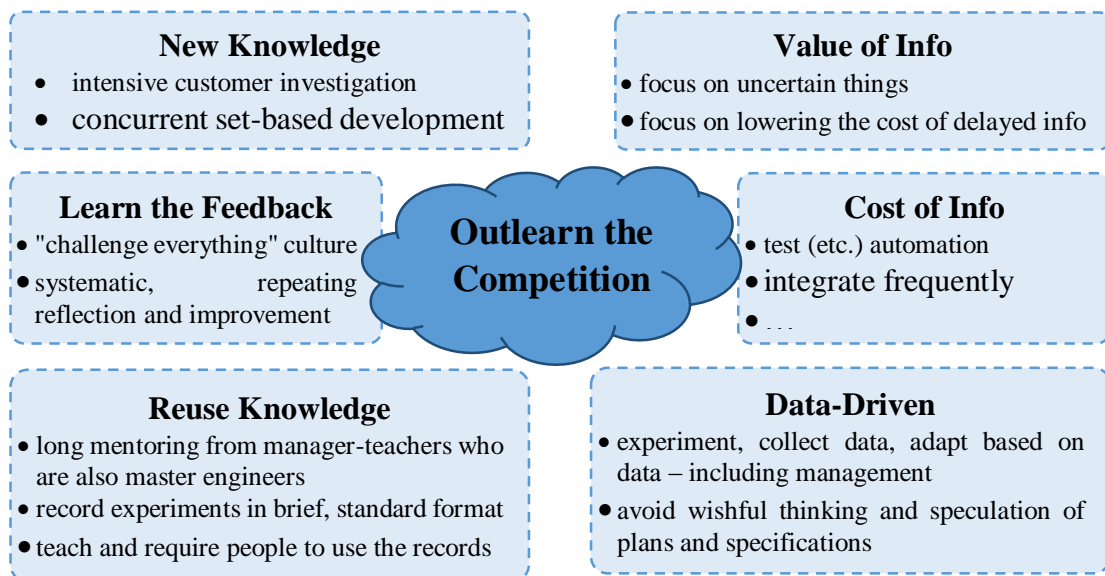 New Knowledge
• intensive customer investigation
• concurrent set-based development
Value of Info
• focus on uncertain things
• focus on lowering the cost of delayed info
Learn the Feedback
• "challenge everything" culture
• systematic, repeating
reflection and improvement
Outlearn the
Competition
Cost of Info
• test (etc.) automation
• integrate frequently
• …
Reuse Knowledge
• long mentoring from manager-teachers who
are also master engineers
• record experiments in brief, standard format
• teach and require people to use the records
Data-Driven
• experiment, collect data, adapt based on
data – including management
• avoid wishful thinking and speculation of
plans and specifications